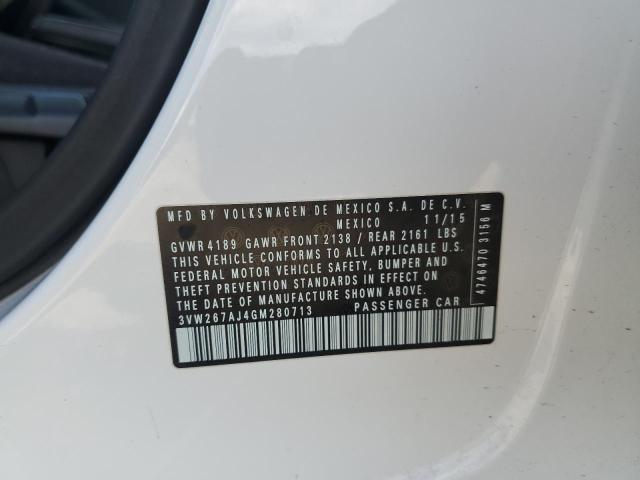 MFD BY VOLKSWAGEN DE MEXICO S.A. DE C.V.
MEXICO 11/15
GVWR 4189 GAWR FRONT 2138 / REAR 2161 LBS
THIS VEHICLE CONFORMS TO ALL APPLICABLE U.S.
FEDERAL MOTOR VEHICLE SAFETY, BUMPER AND
THEFT PREVENTION STANDARDS IN EFFECT ON
THE DATE OF MANUFACTURE SHOWN ABOVE.
3VW267AJ4GM280713 PASSENGER CAR
4746470 3156 M